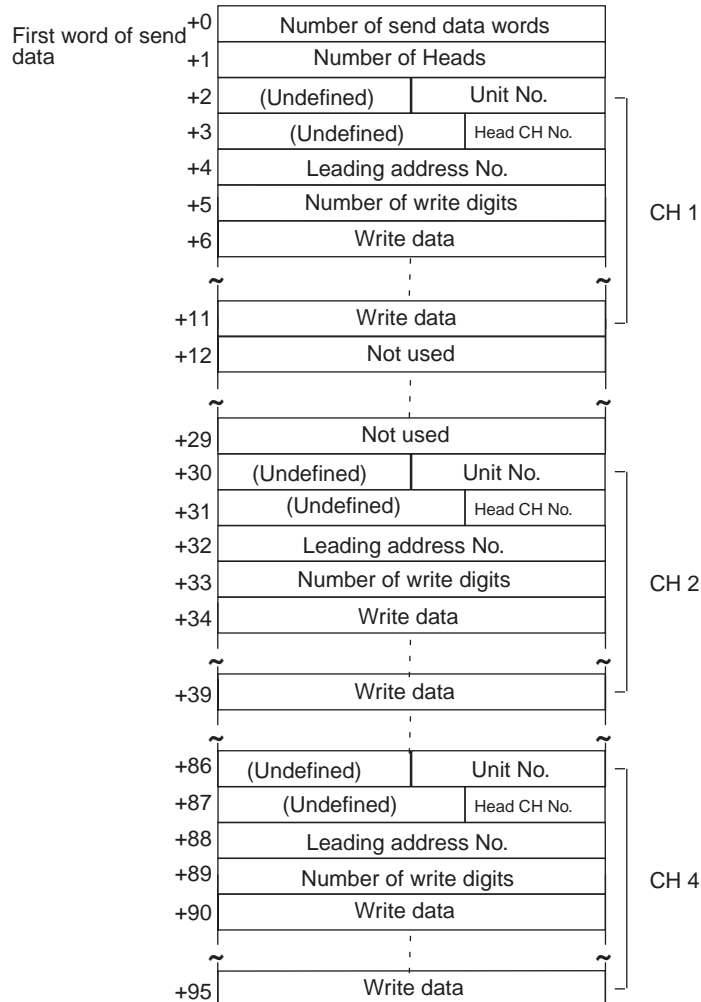 First word of send data
+0 Number of send data words
+1 Number of Heads
+2 (Undefined) Unit No.
+3 (Undefined) Head CH No.
+4 Leading address No.
+5 Number of write digits
+6 Write data
CH 1
~ ~
+11 Write data
+12 Not used
~ ~
+29 Not used
+30 (Undefined) Unit No.
+31 (Undefined) Head CH No.
+32 Leading address No.
+33 Number of write digits
+34 Write data
CH 2
~ ~
+39 Write data
~ ~
+86 (Undefined) Unit No.
+87 (Undefined) Head CH No.
+88 Leading address No.
+89 Number of write digits
+90 Write data
CH 4
~ ~
+95 Write data